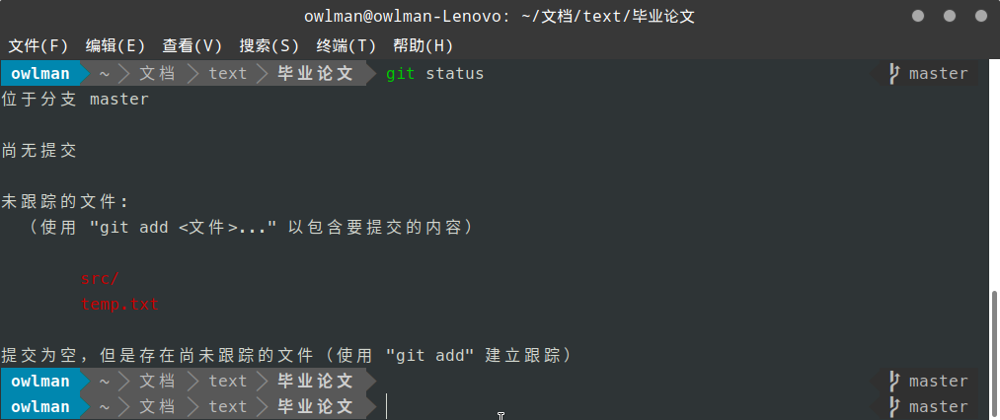 owlman@owlman-Lenovo: ~/文档/text/毕业论文
文件(F) 编辑(E) 查看(V) 搜索(S) 终端(T) 帮助(H)
owlman ~ 文档 text 毕业论文 git status master
位于分支 master
尚无提交
未跟踪的文件:
（使用 "git add <文件>..." 以包含要提交的内容）
src/
temp.txt
提交为空，但是存在尚未跟踪的文件（使用 "git add" 建立跟踪）
owlman ~ 文档 text 毕业论文 master
owlman ~ 文档 text 毕业论文 master